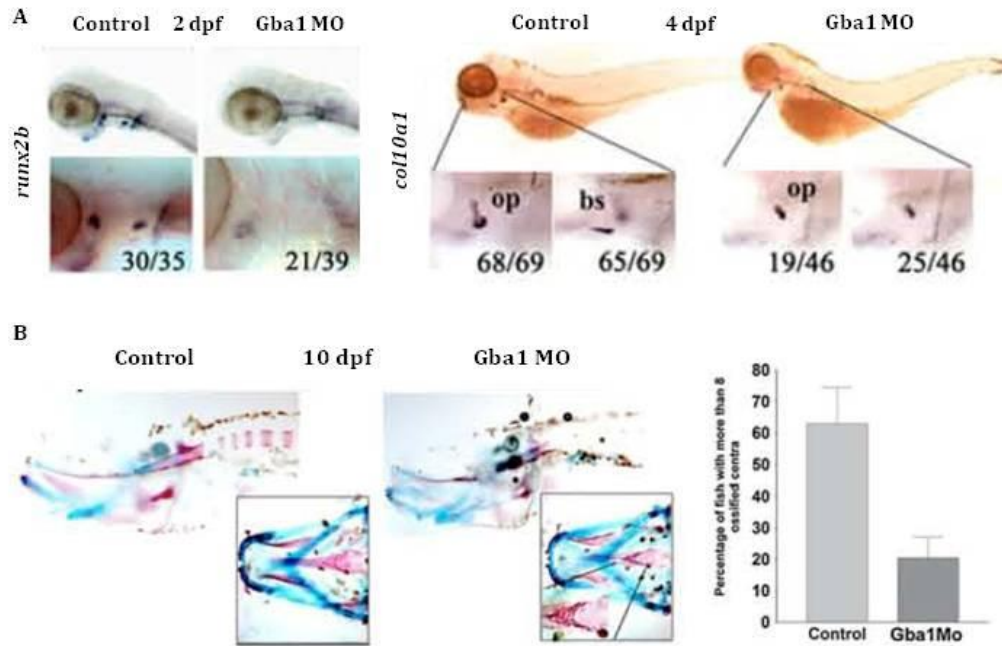 A
Control 2 dpf Gba1 MO
Control 4 dpf Gba1 MO
runx2b
col10a1
op
bs
op
30/35
21/39
68/69
65/69
19/46
25/46
B
Control 10 dpf Gba1 MO
Percentage of fish with more than 8
ossified centra
80
70
60
50
40
30
20
10
0
Control
Gba1Mo